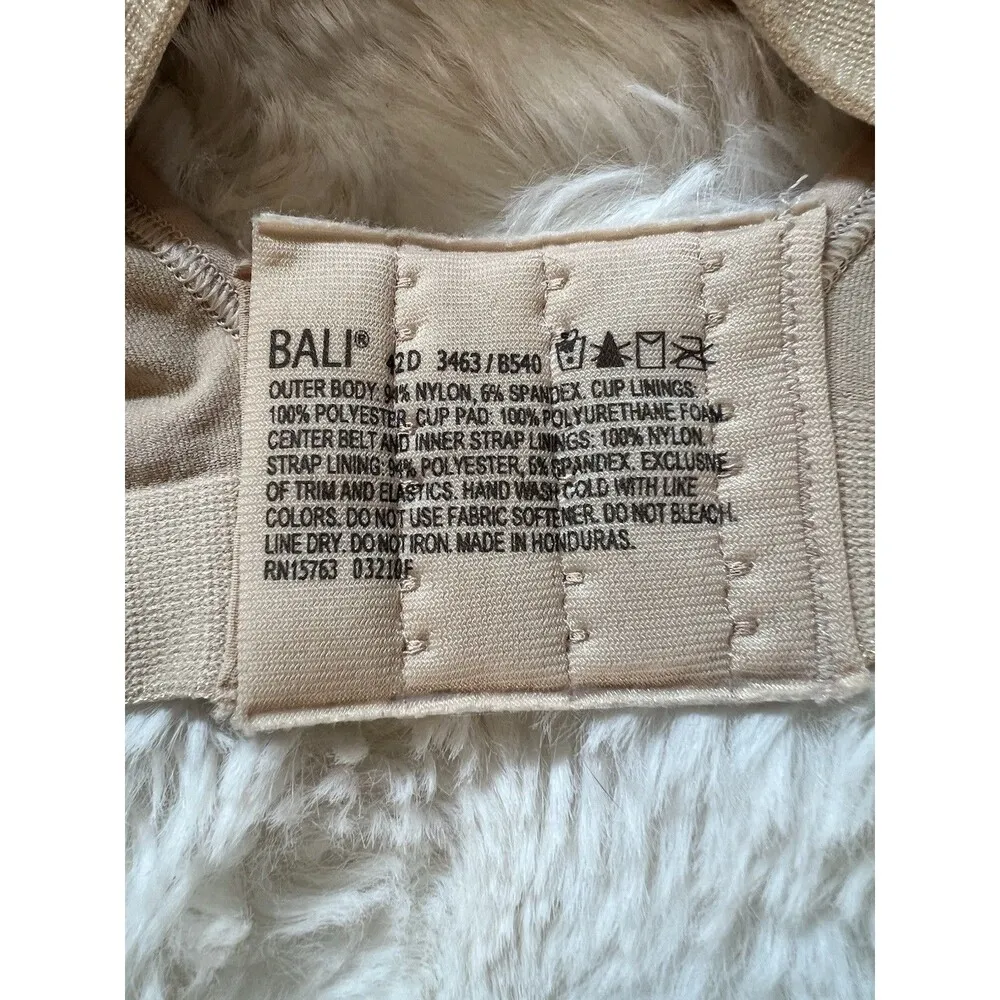 BALI® 42D 3463/B540
OUTER BODY: 94% NYLON, 6% SPANDEX. CUP LININGS:
100% POLYESTER. CUP PAD: 100% POLYURETHANE FOAM.
CENTER BELT AND INNER STRAP LININGS: 100% NYLON.
STRAP LINING: 94% POLYESTER, 6% SPANDEX. EXCLUSIVE
OF TRIM AND ELASTICS. HAND WASH COLD WITH LIKE
COLORS. DO NOT USE FABRIC SOFTENER. DO NOT BLEACH.
LINE DRY. DO NOT IRON. MADE IN HONDURAS.
RN15763 03210F